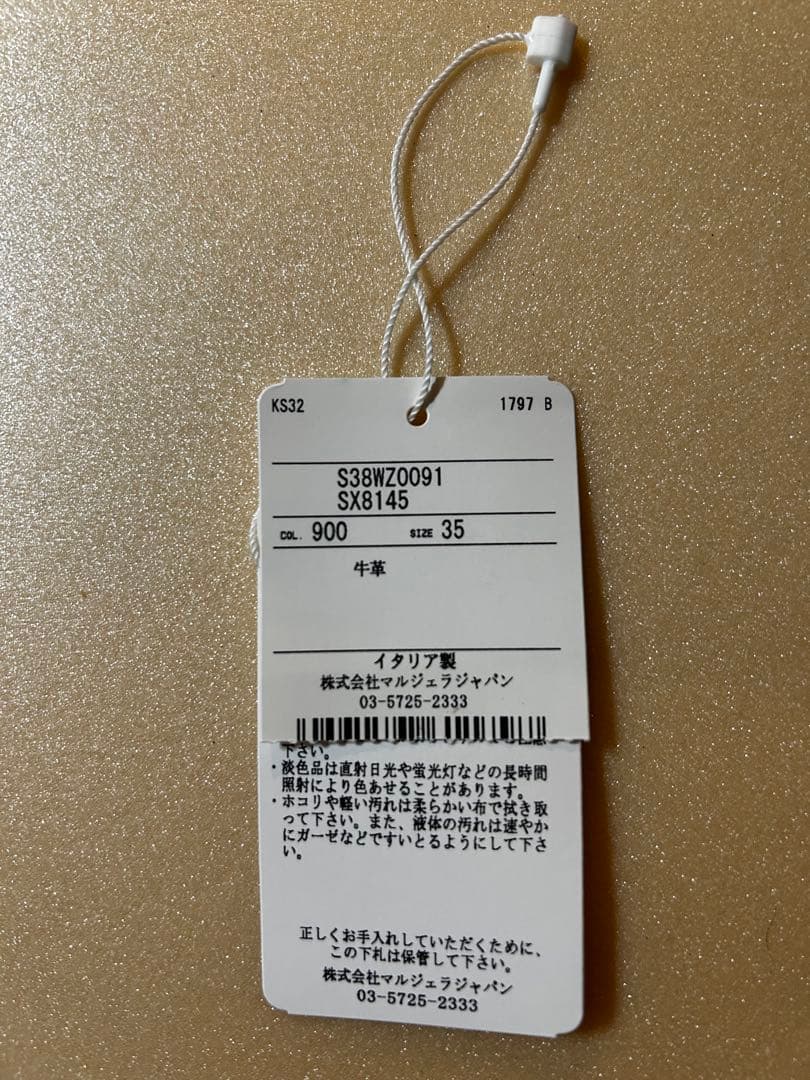 KS32 1797 B
S38WZ0091
SX8145
COL. 900 SIZE 35
牛革
イタリア製
株式会社マルジェラジャパン
03-5725-2333
下さい。
・淡色品は直射日光や蛍光灯などの長時間
照射により色あせることがあります。
・ホコリや軽い汚れは柔らかい布で拭き取
って下さい。また、液体の汚れは速やか
にガーゼなどですいとるようにして下さ
い。
正しくお手入れしていただくために、
この下札は保管して下さい。
株式会社マルジェラジャパン
03-5725-2333